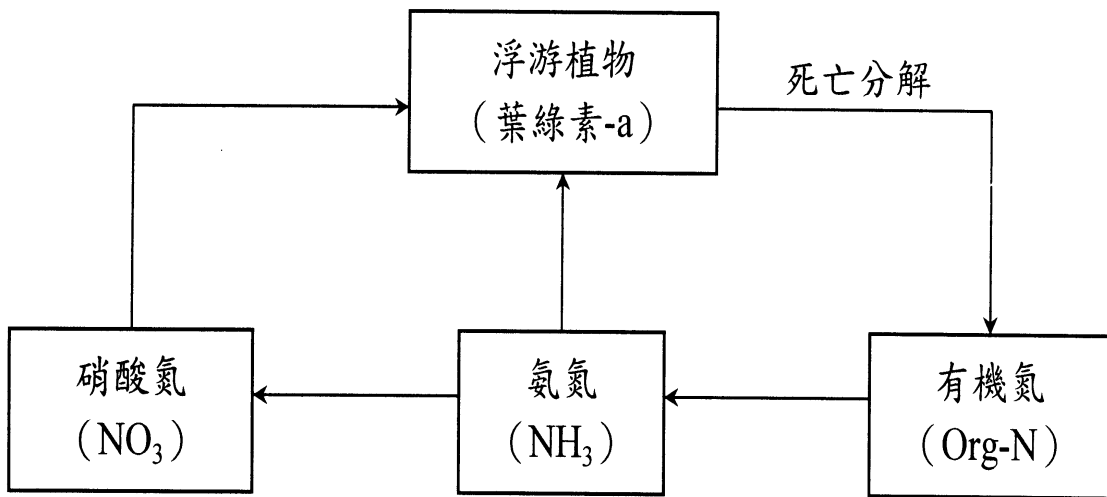 浮游植物
（葉綠素-a）
死亡分解
硝酸氮
（NO₃）
氨氮
（NH₃）
有機氮
（Org-N）